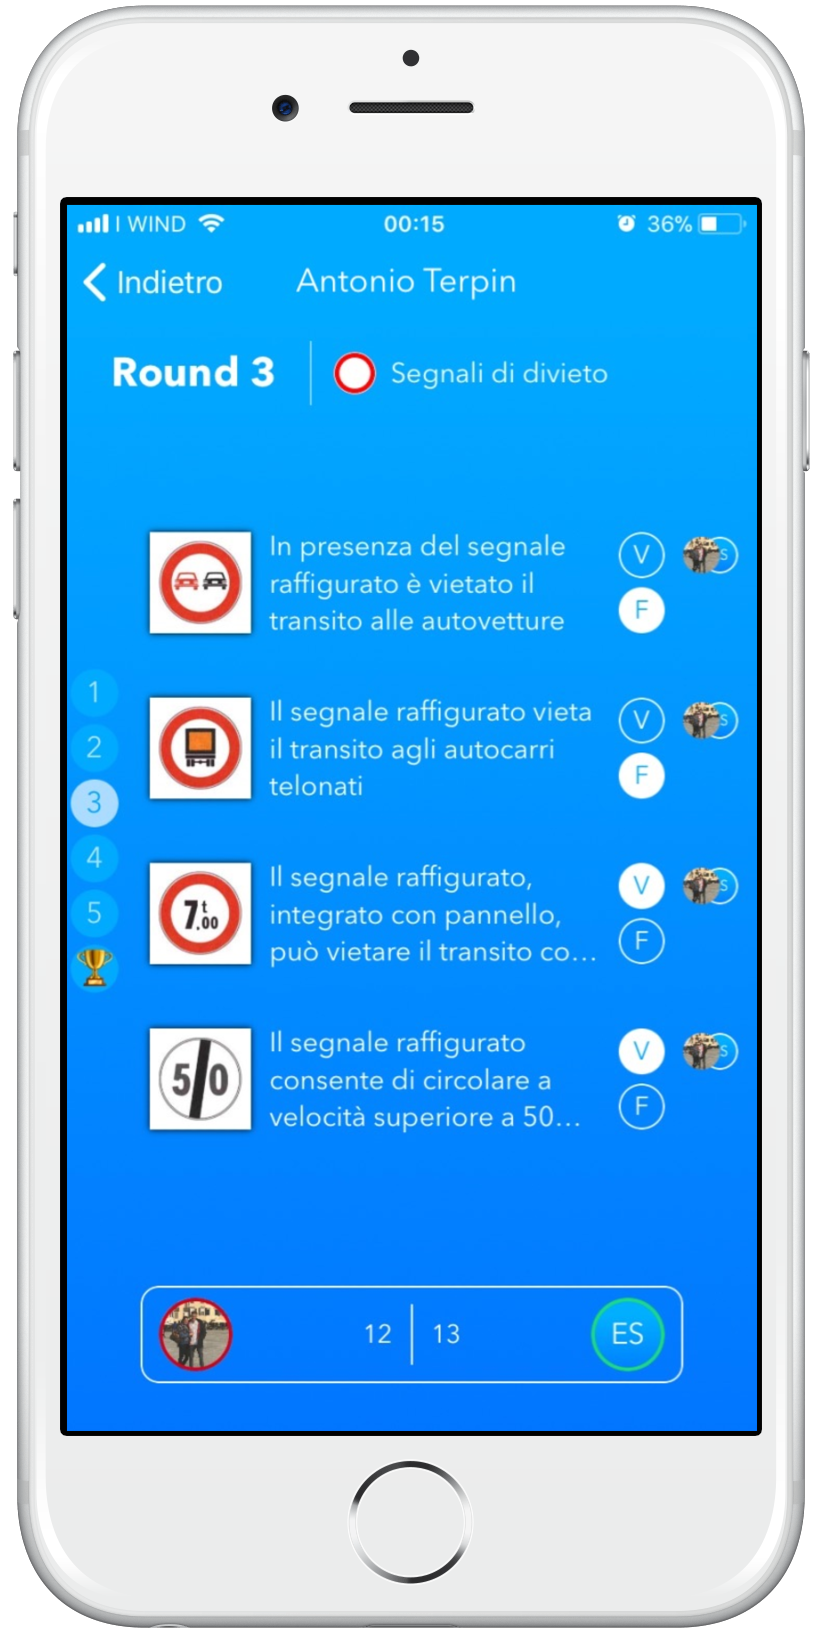 I WIND 00:15 36%
Indietro Antonio Terpin
Round 3 Segnali di divieto
In presenza del segnale
raffigurato è vietato il
transito alle autovetture
V
S
F
Il segnale raffigurato vieta
il transito agli autocarri
telonati
V
S
F
7,00 t
Il segnale raffigurato,
integrato con pannello,
può vietare il transito co...
V
S
F
50
Il segnale raffigurato
consente di circolare a
velocità superiore a 50...
V
S
F
1
2
3
4
5
12 13 ES